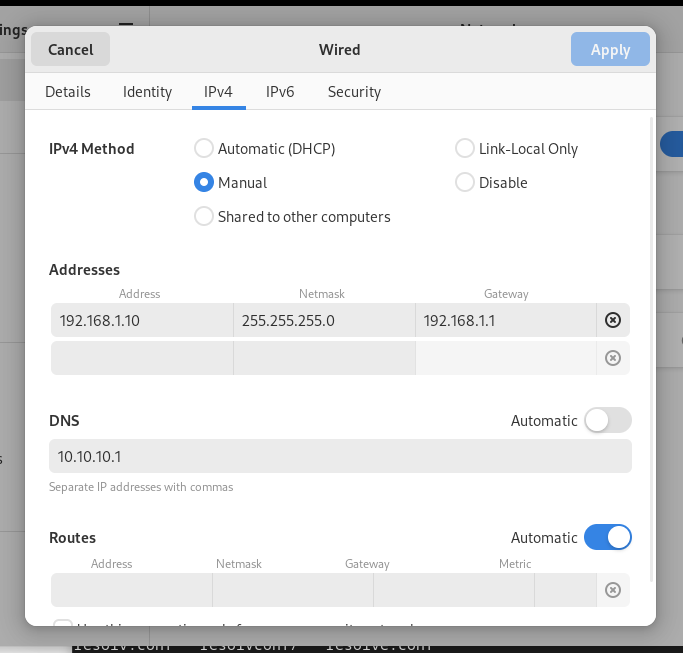 ings
Cancel Wired Apply
Details Identity IPv4 IPv6 Security
IPv4 Method Automatic (DHCP) Link-Local Only
Manual Disable
Shared to other computers
Addresses
Address Netmask Gateway
192.168.1.10 255.255.255.0 192.168.1.1
DNS Automatic
10.10.10.1
Separate IP addresses with commas
Routes Automatic
Address Netmask Gateway Metric